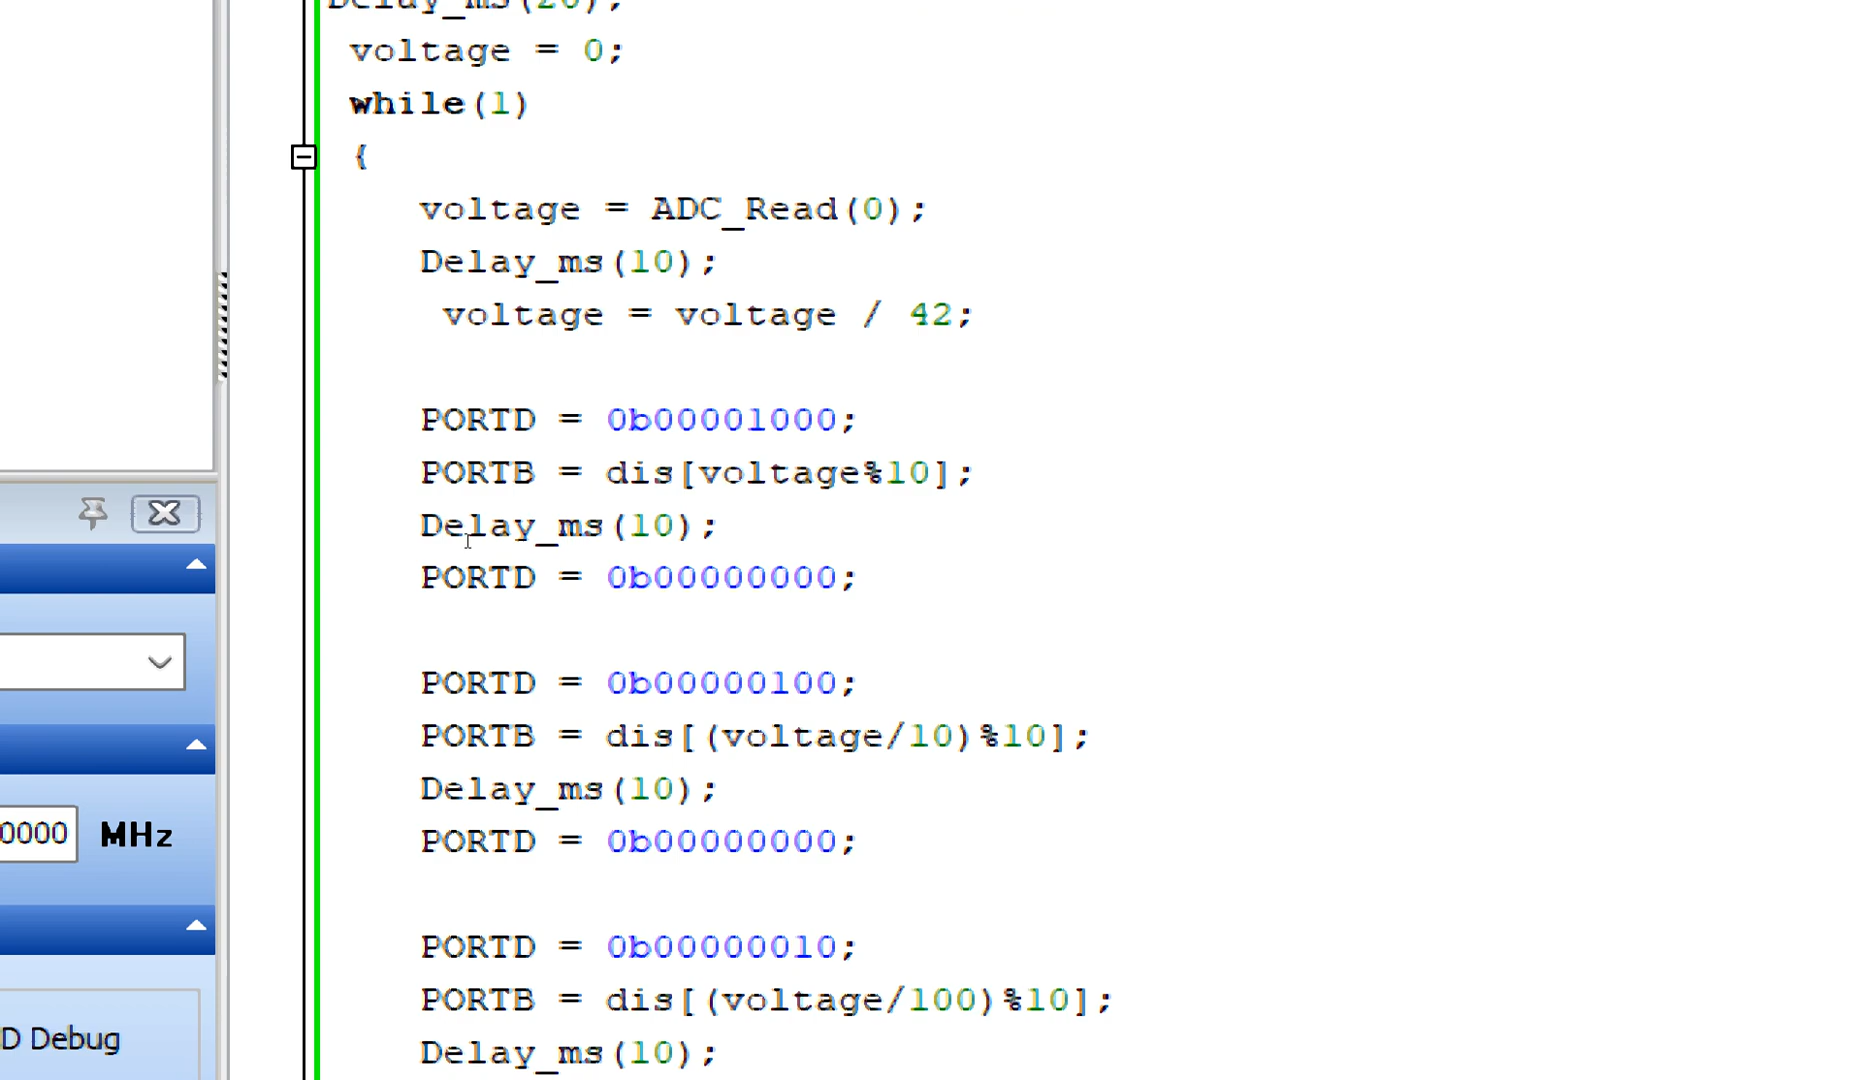 Delay_ms(20);
voltage = 0;
while(1)
{
voltage = ADC_Read(0);
Delay_ms(10);
voltage = voltage / 42;
PORTD = 0b00001000;
PORTB = dis[voltage%10];
Delay_ms(10);
PORTD = 0b00000000;
PORTD = 0b00000100;
PORTB = dis[(voltage/10)%10];
Delay_ms(10);
PORTD = 0b00000000;
PORTD = 0b00000010;
PORTB = dis[(voltage/100)%10];
Delay_ms(10);
0000 MHz
D Debug